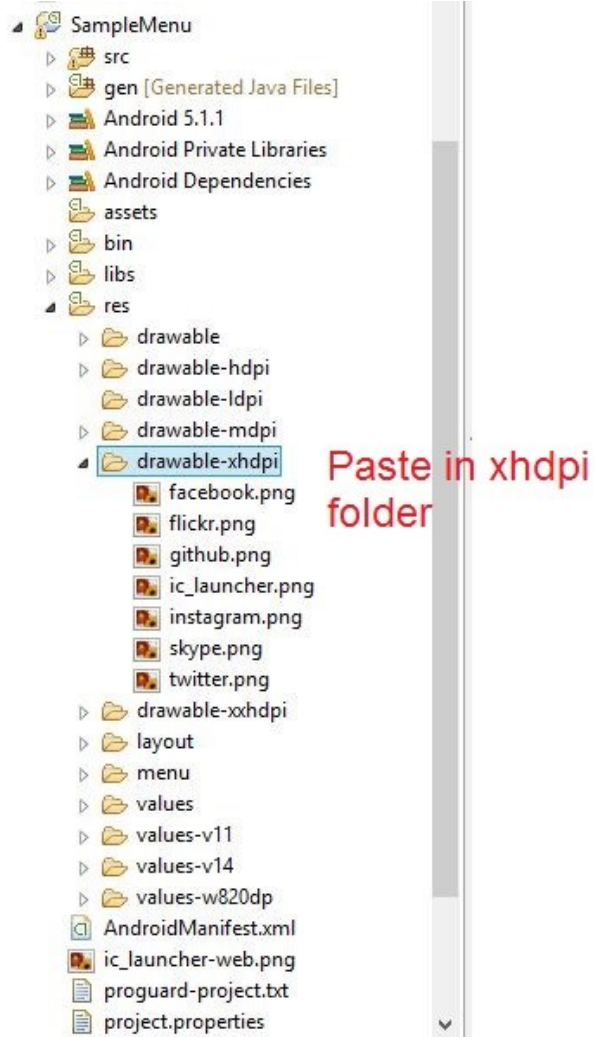 SampleMenu
src
gen [Generated Java Files]
Android 5.1.1
Android Private Libraries
Android Dependencies
assets
bin
libs
res
drawable
drawable-hdpi
drawable-ldpi
drawable-mdpi
drawable-xhdpi
Paste in xhdpi
folder
facebook.png
flickr.png
github.png
ic_launcher.png
instagram.png
skype.png
twitter.png
drawable-xxhdpi
layout
menu
values
values-v11
values-v14
values-w820dp
AndroidManifest.xml
ic_launcher-web.png
proguard-project.txt
project.properties